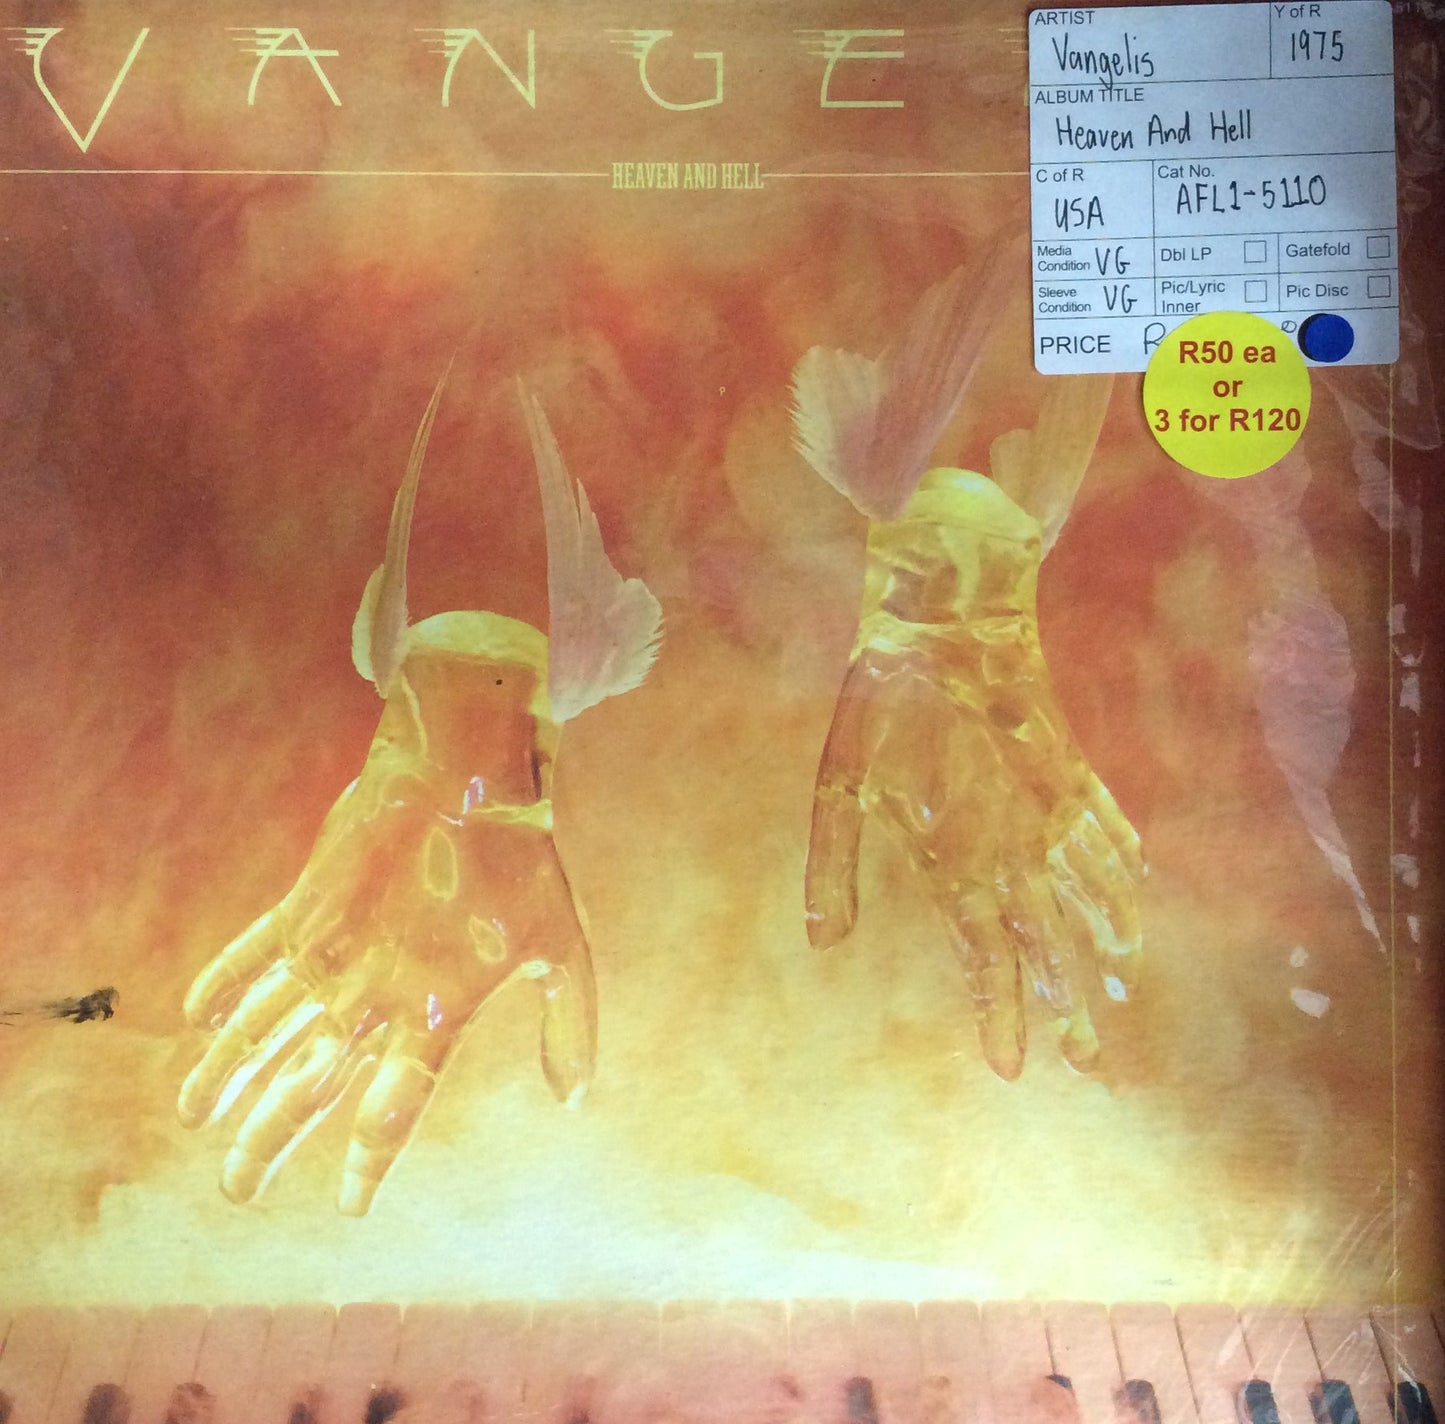 VANGE
HEAVEN AND HELL
ARTIST
Vangelis
Y of R
1975
ALBUM TITLE
Heaven And Hell
C of R
USA
Cat No.
AFL1-5110
Media
Condition VG
Dbl LP
Gatefold
Sleeve
Condition VG
Pic/Lyric
Inner
Pic Disc
PRICE R
R50 ea
or
3 for R120